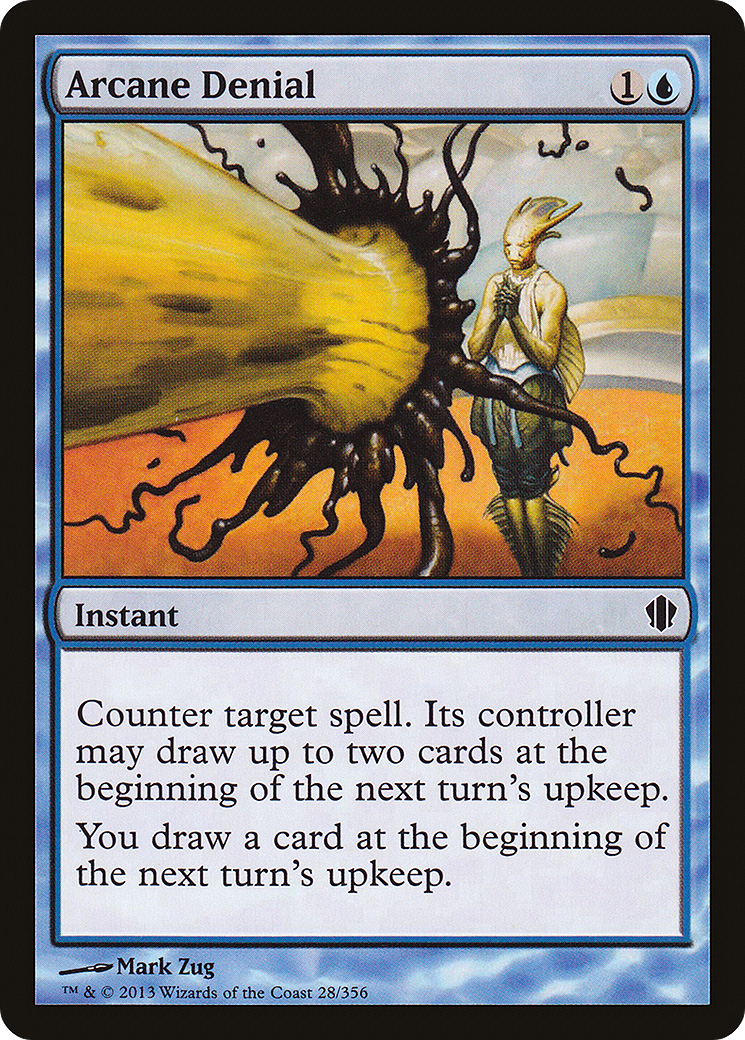 Arcane Denial 1
Instant
Counter target spell. Its controller
may draw up to two cards at the
beginning of the next turn's upkeep.
You draw a card at the beginning of
the next turn's upkeep.
Mark Zug
™ & © 2013 Wizards of the Coast 28/356